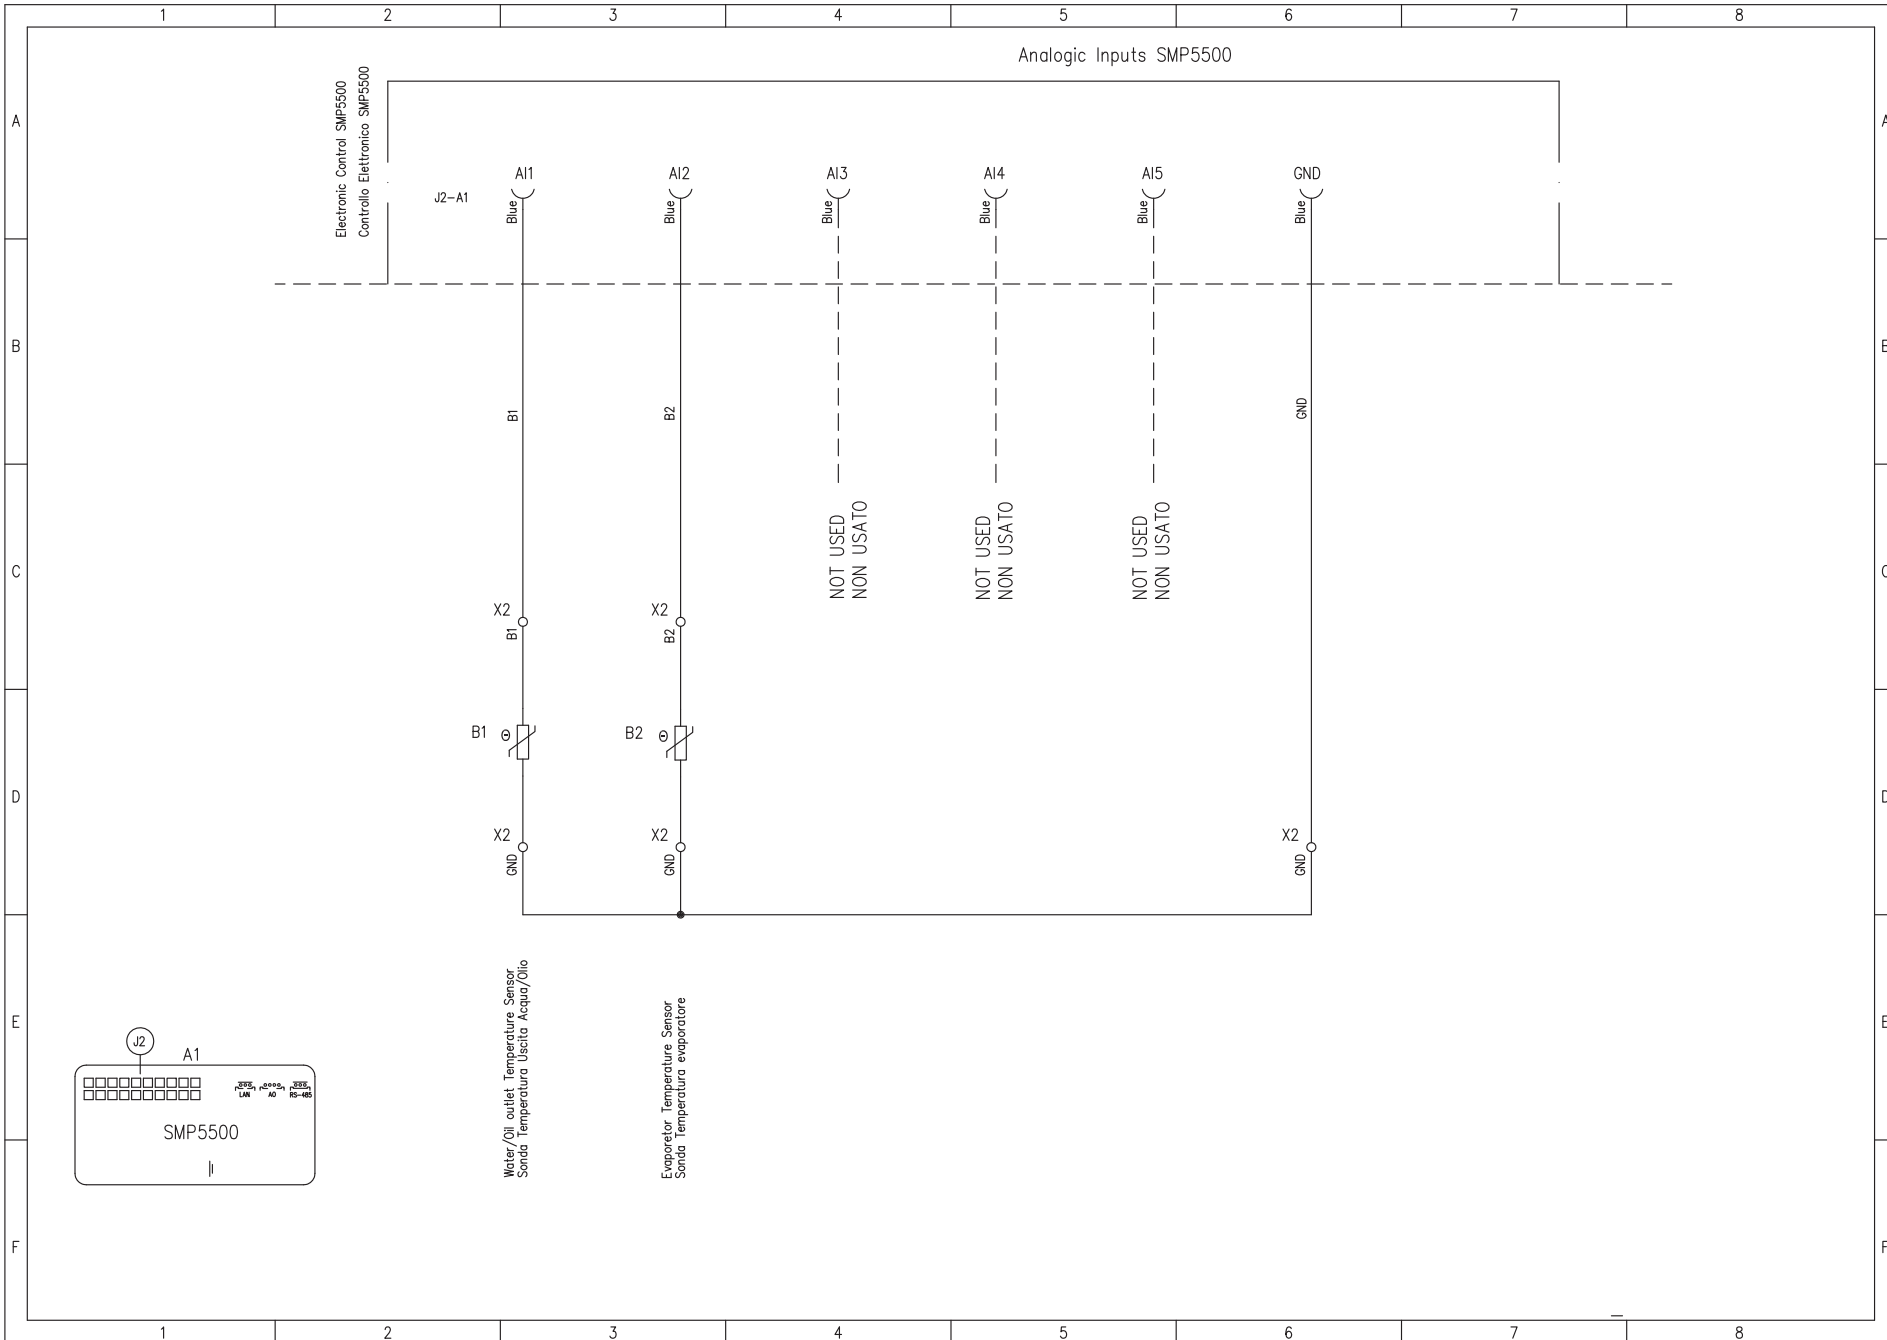 1 2 3 4 5 6 7 8
Analogic Inputs SMP5500
A
A
Electronic Control SMP5500
Controllo Elettronico SMP5500
J2-A1
AI1 AI2 AI3 AI4 AI5 GND
Blue Blue Blue Blue Blue Blue
B
B1 B2 GND
NOT USED
NON USATO
NOT USED
NON USATO
NOT USED
NON USATO
C
X2 X2
B1 B2
B1 B2
D
X2 X2 X2
GND GND GND
Water/Oil outlet Temperature Sensor
Sonda Temperatura Uscita Acqua/Olio
Evaporetor Temperature Sensor
Sonda Temperatura evaporatore
E
J2
A1
LAN AO RS-485
SMP5500
F
1 2 3 4 5 6 7 8